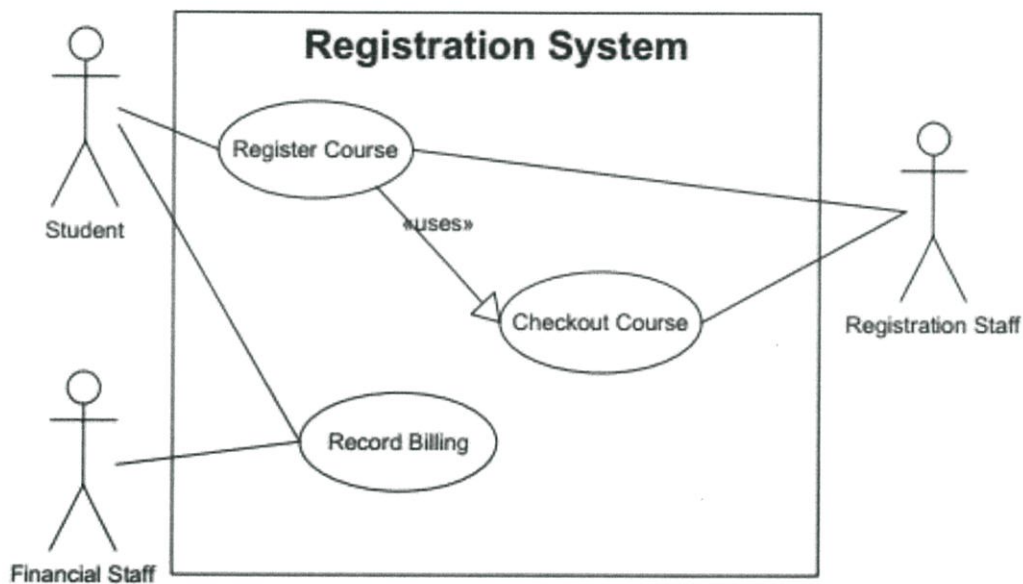 Registration System
Register Course
Student
«uses»
Checkout Course
Registration Staff
Record Billing
Financial Staff